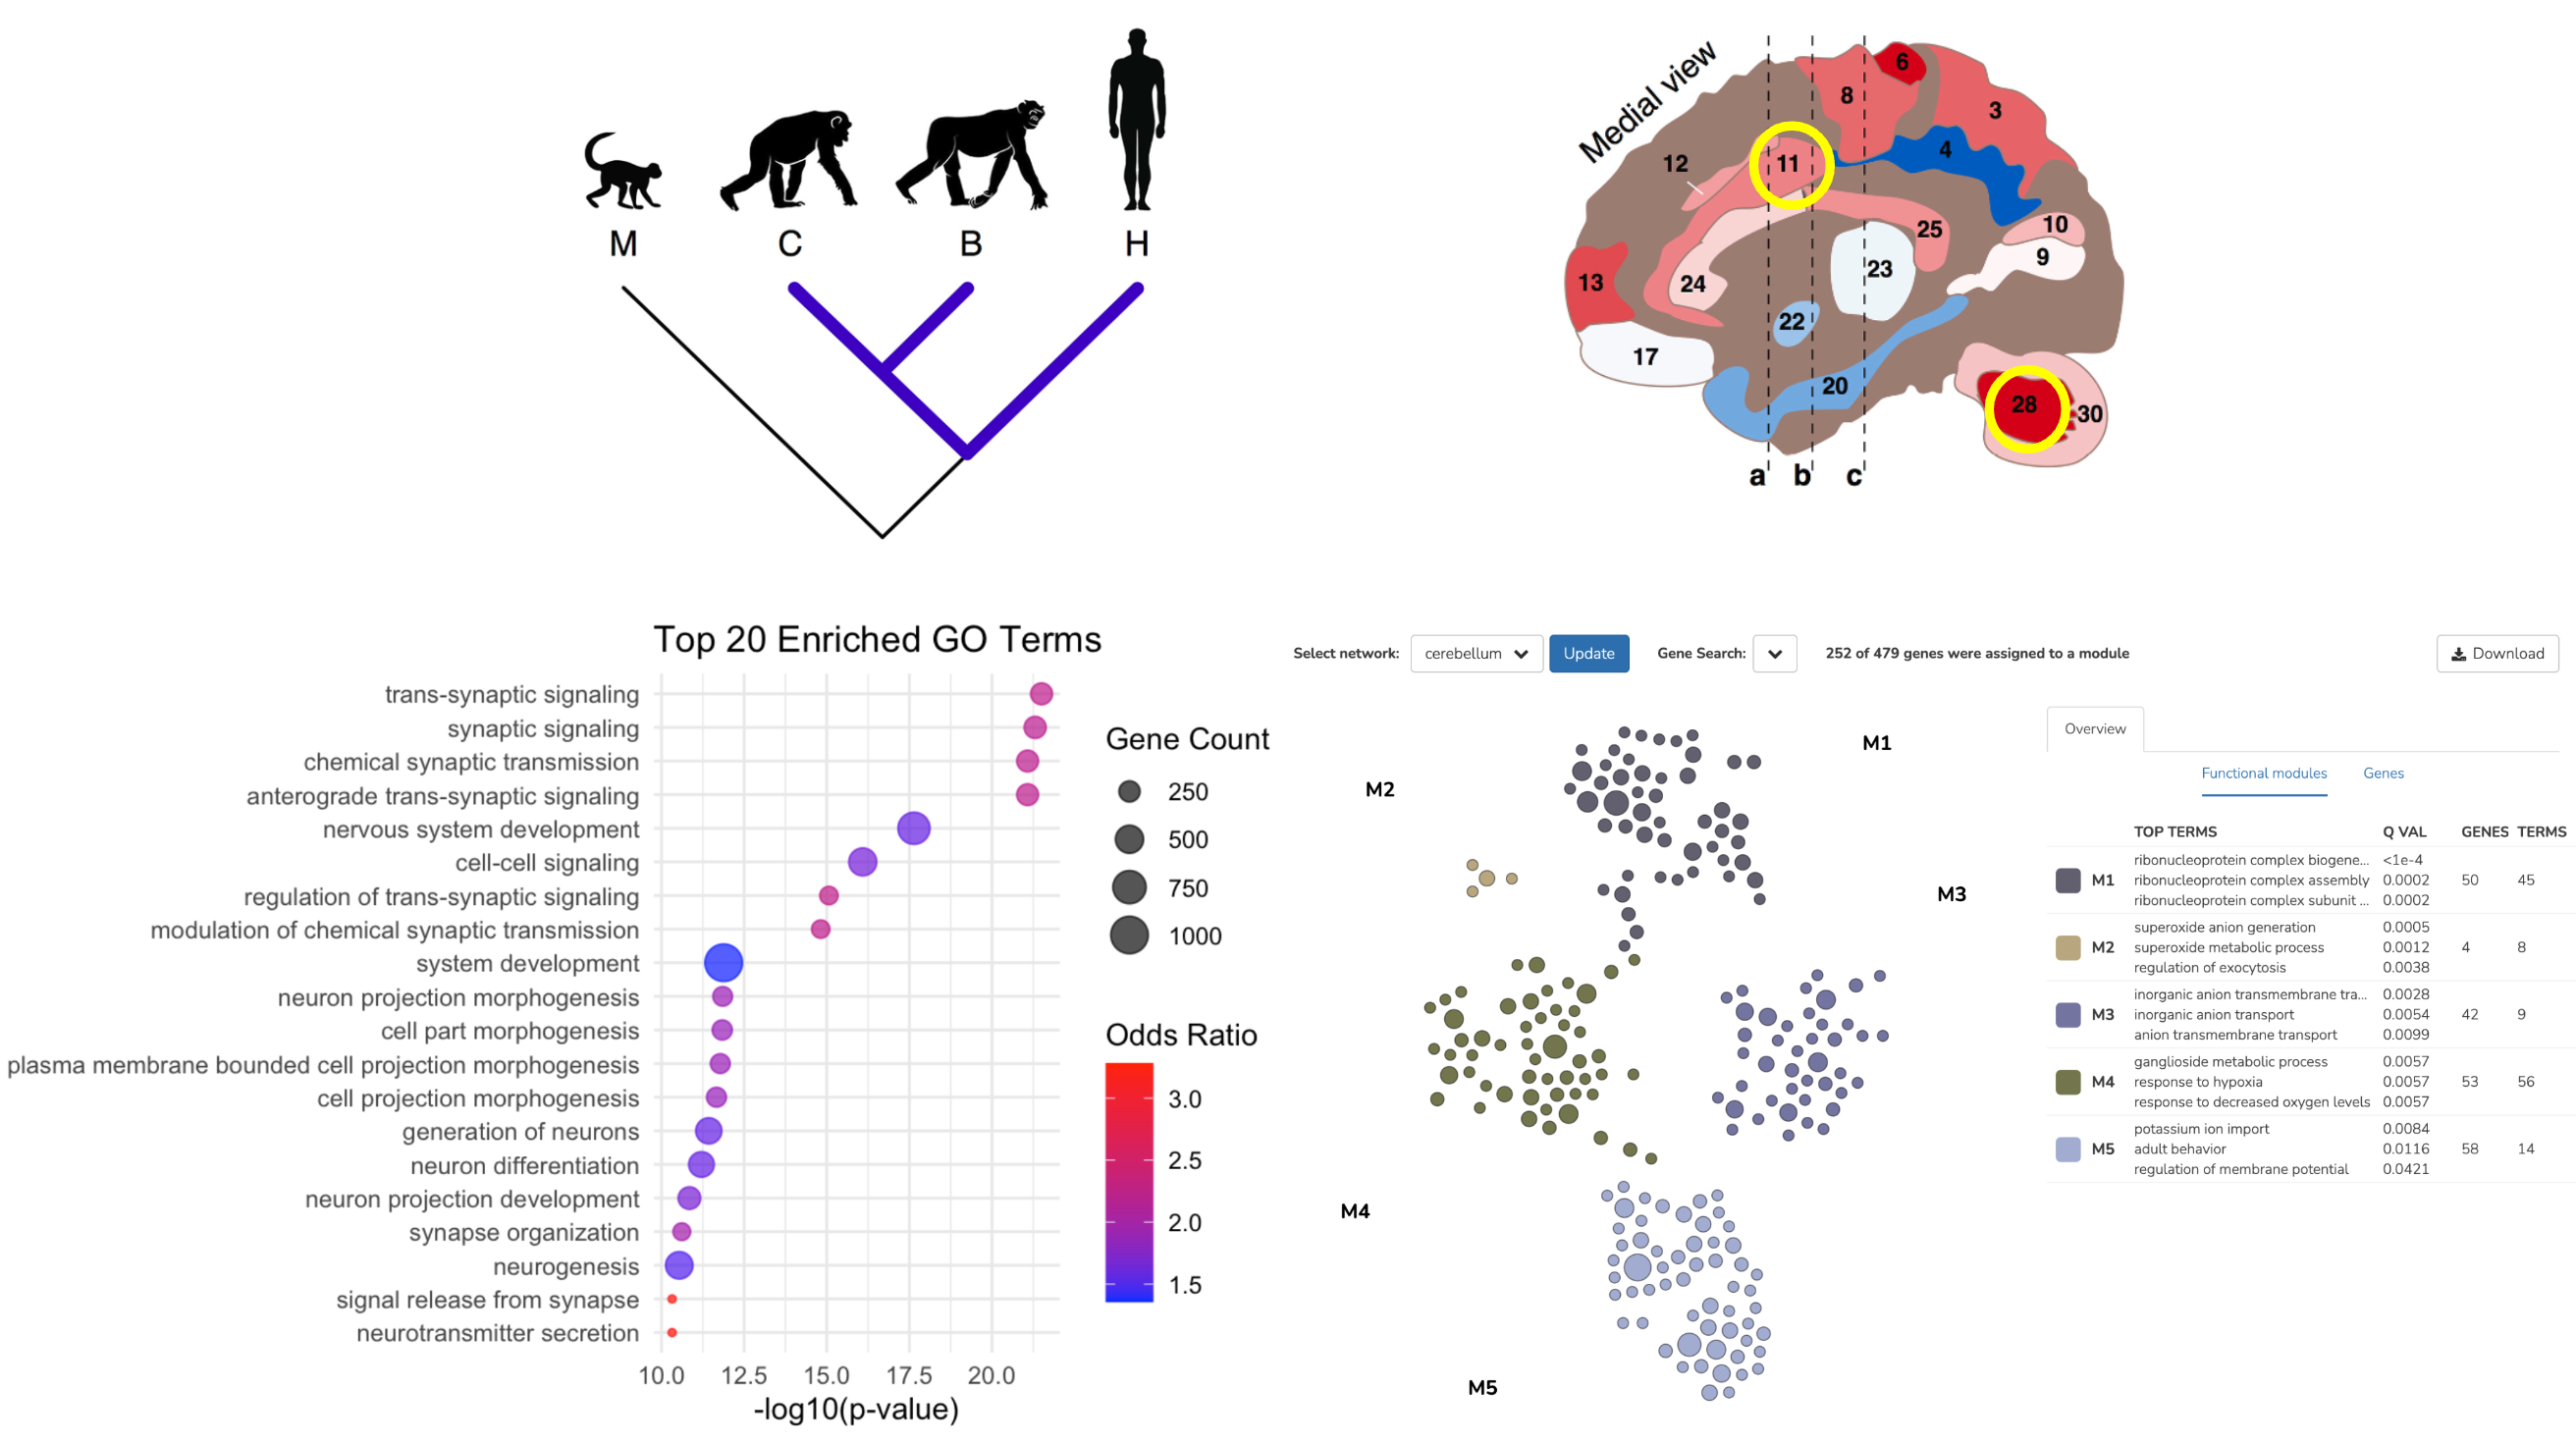 M
C
B
H
Medial view
6
8
3
11
12
4
10
25
9
23
13
24
22
17
20
28
30
a
b
c
Top 20 Enriched GO Terms
trans-synaptic signaling
synaptic signaling
chemical synaptic transmission
anterograde trans-synaptic signaling
nervous system development
cell-cell signaling
regulation of trans-synaptic signaling
modulation of chemical synaptic transmission
system development
neuron projection morphogenesis
cell part morphogenesis
plasma membrane bounded cell projection morphogenesis
cell projection morphogenesis
generation of neurons
neuron differentiation
neuron projection development
synapse organization
neurogenesis
signal release from synapse
neurotransmitter secretion
10.0 12.5 15.0 17.5 20.0
-log10(p-value)
Gene Count
250
500
750
1000
Odds Ratio
3.0
2.5
2.0
1.5
Select network: cerebellum Update Gene Search: 252 of 479 genes were assigned to a module Download
M1
M2
M3
M4
M5
Overview
Functional modules Genes
TOP TERMS Q VAL GENES TERMS
ribonucleoprotein complex biogene... <1e-4
M1 ribonucleoprotein complex assembly 0.0002 50 45
ribonucleoprotein complex subunit ... 0.0002
superoxide anion generation 0.0005
M2 superoxide metabolic process 0.0012 4 8
regulation of exocytosis 0.0038
inorganic anion transmembrane tra... 0.0028
M3 inorganic anion transport 0.0054 42 9
anion transmembrane transport 0.0099
ganglioside metabolic process 0.0057
M4 response to hypoxia 0.0057 53 56
response to decreased oxygen levels 0.0057
potassium ion import 0.0084
M5 adult behavior 0.0116 58 14
regulation of membrane potential 0.0421